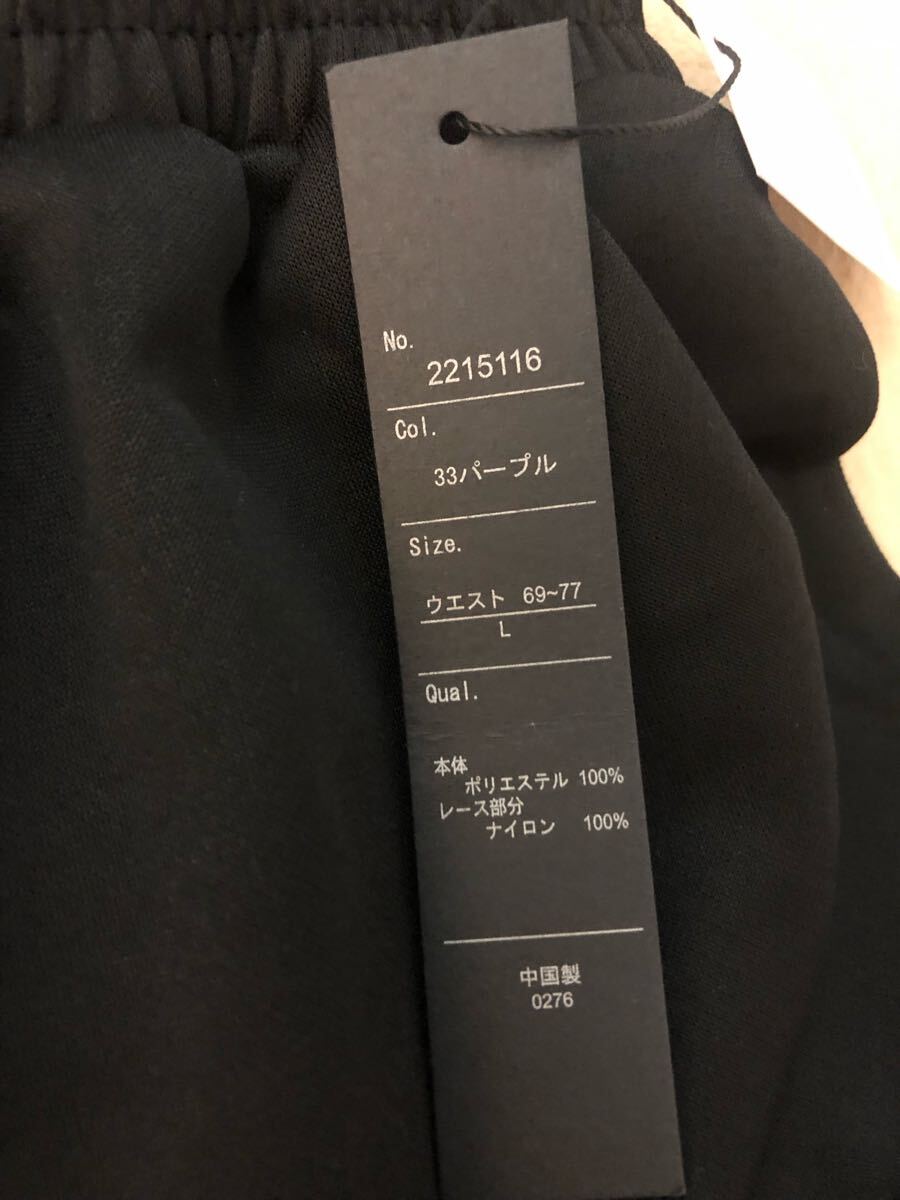 No.
2215116
Col.
33パープル
Size.
ウエスト 69~77
L
Qual.
本体
ポリエステル 100%
レース部分
ナイロン 100%
中国製
0276